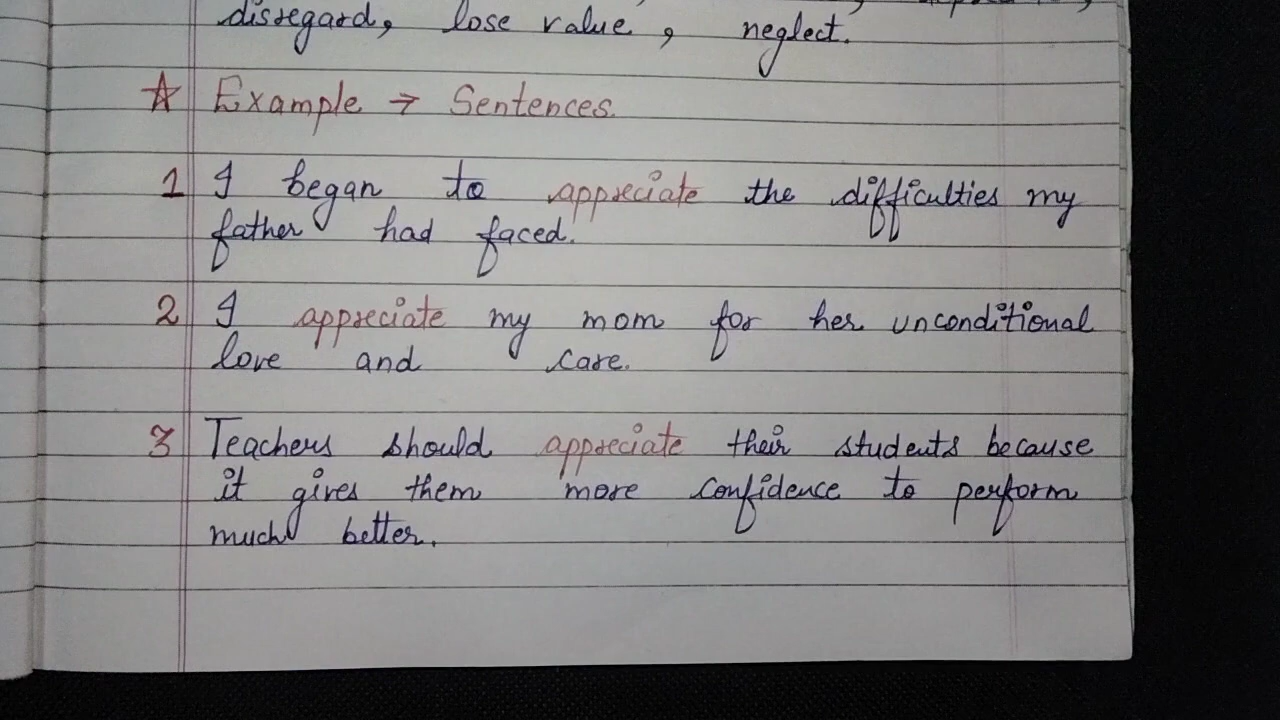 disregard, lose value, neglect.
☆ Example → Sentences.
1 I began to appreciate the difficulties my
father had faced.
2 I appreciate my mom for her unconditional
love and care.
3 Teachers should appreciate their students because
it gives them more confidence to perform
much better.